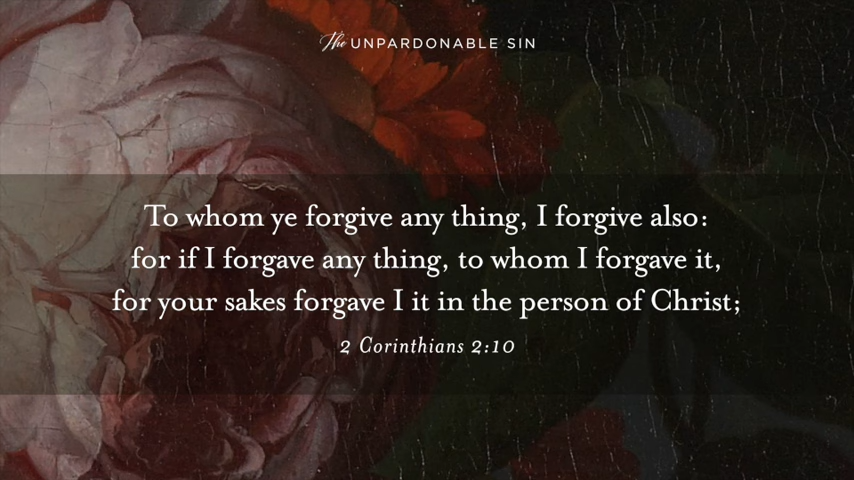 The UNPARDONABLE SIN
To whom ye forgive any thing, I forgive also:
for if I forgave any thing, to whom I forgave it,
for your sakes forgave I it in the person of Christ;
2 Corinthians 2:10